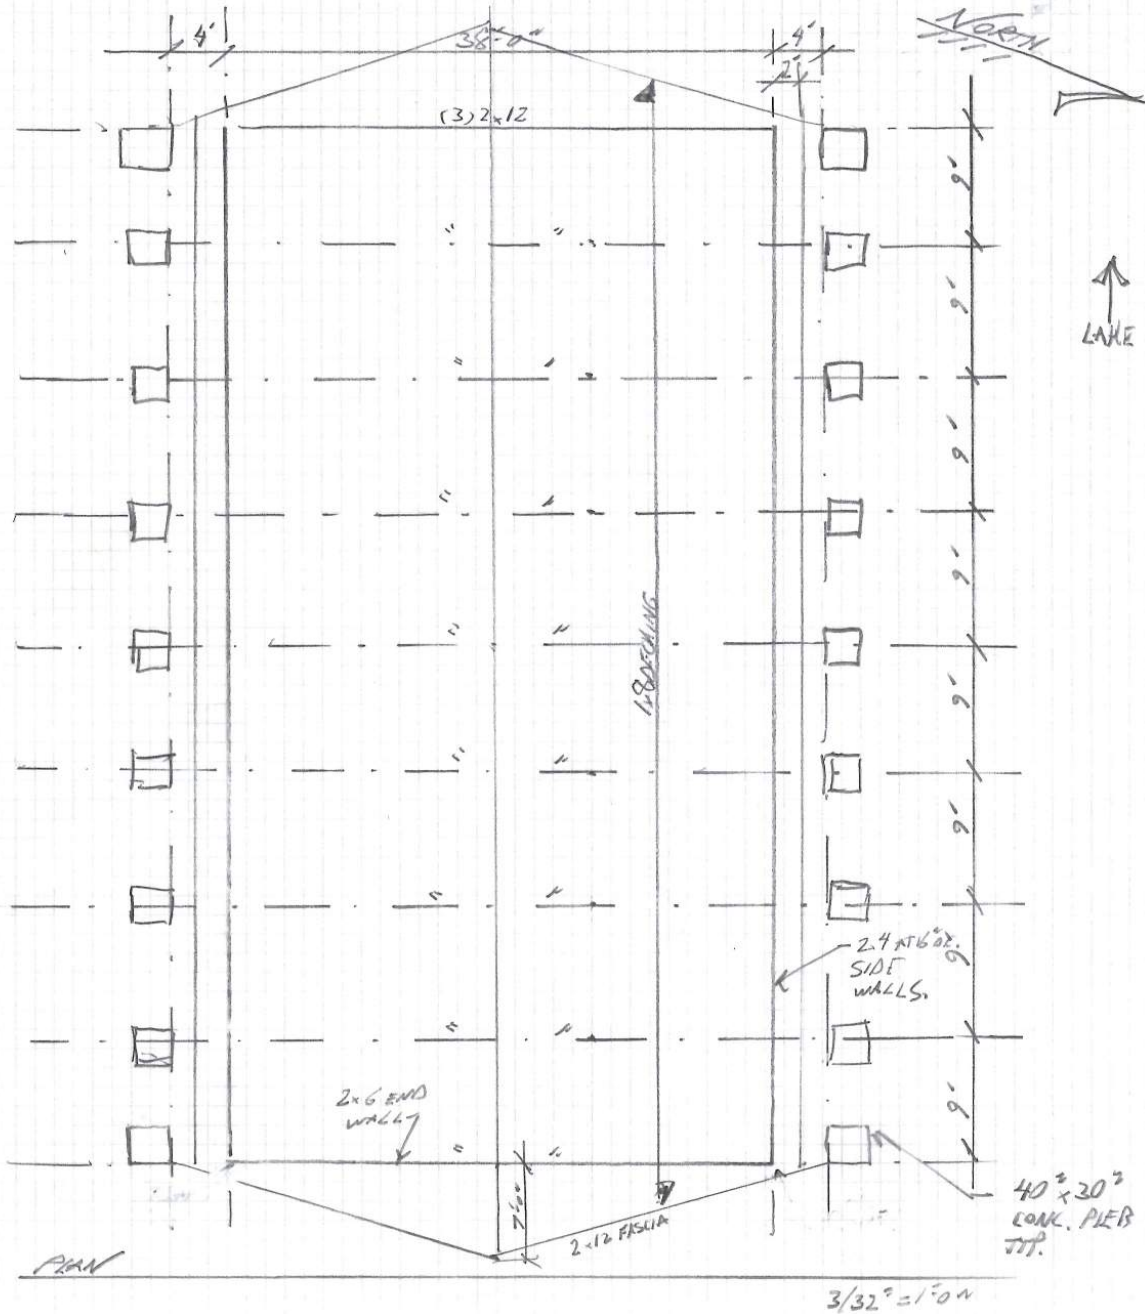 4'
38'-0"
4'
2'
NORTH
(3) 2x12
9'
9'
LAKE
9'
9'
9'
9'
9'
9'
" "
" "
" "
" "
" "
" "
" "
" "
1x8 DECKING
2x4 AT 16" OC.
SIDE
WALLS.
2x6 END
WALL
7'-0"
2x12 FASCIA
40" x 30"
CONC. PIER
TYP.
PLAN
3/32" = 1'-0"